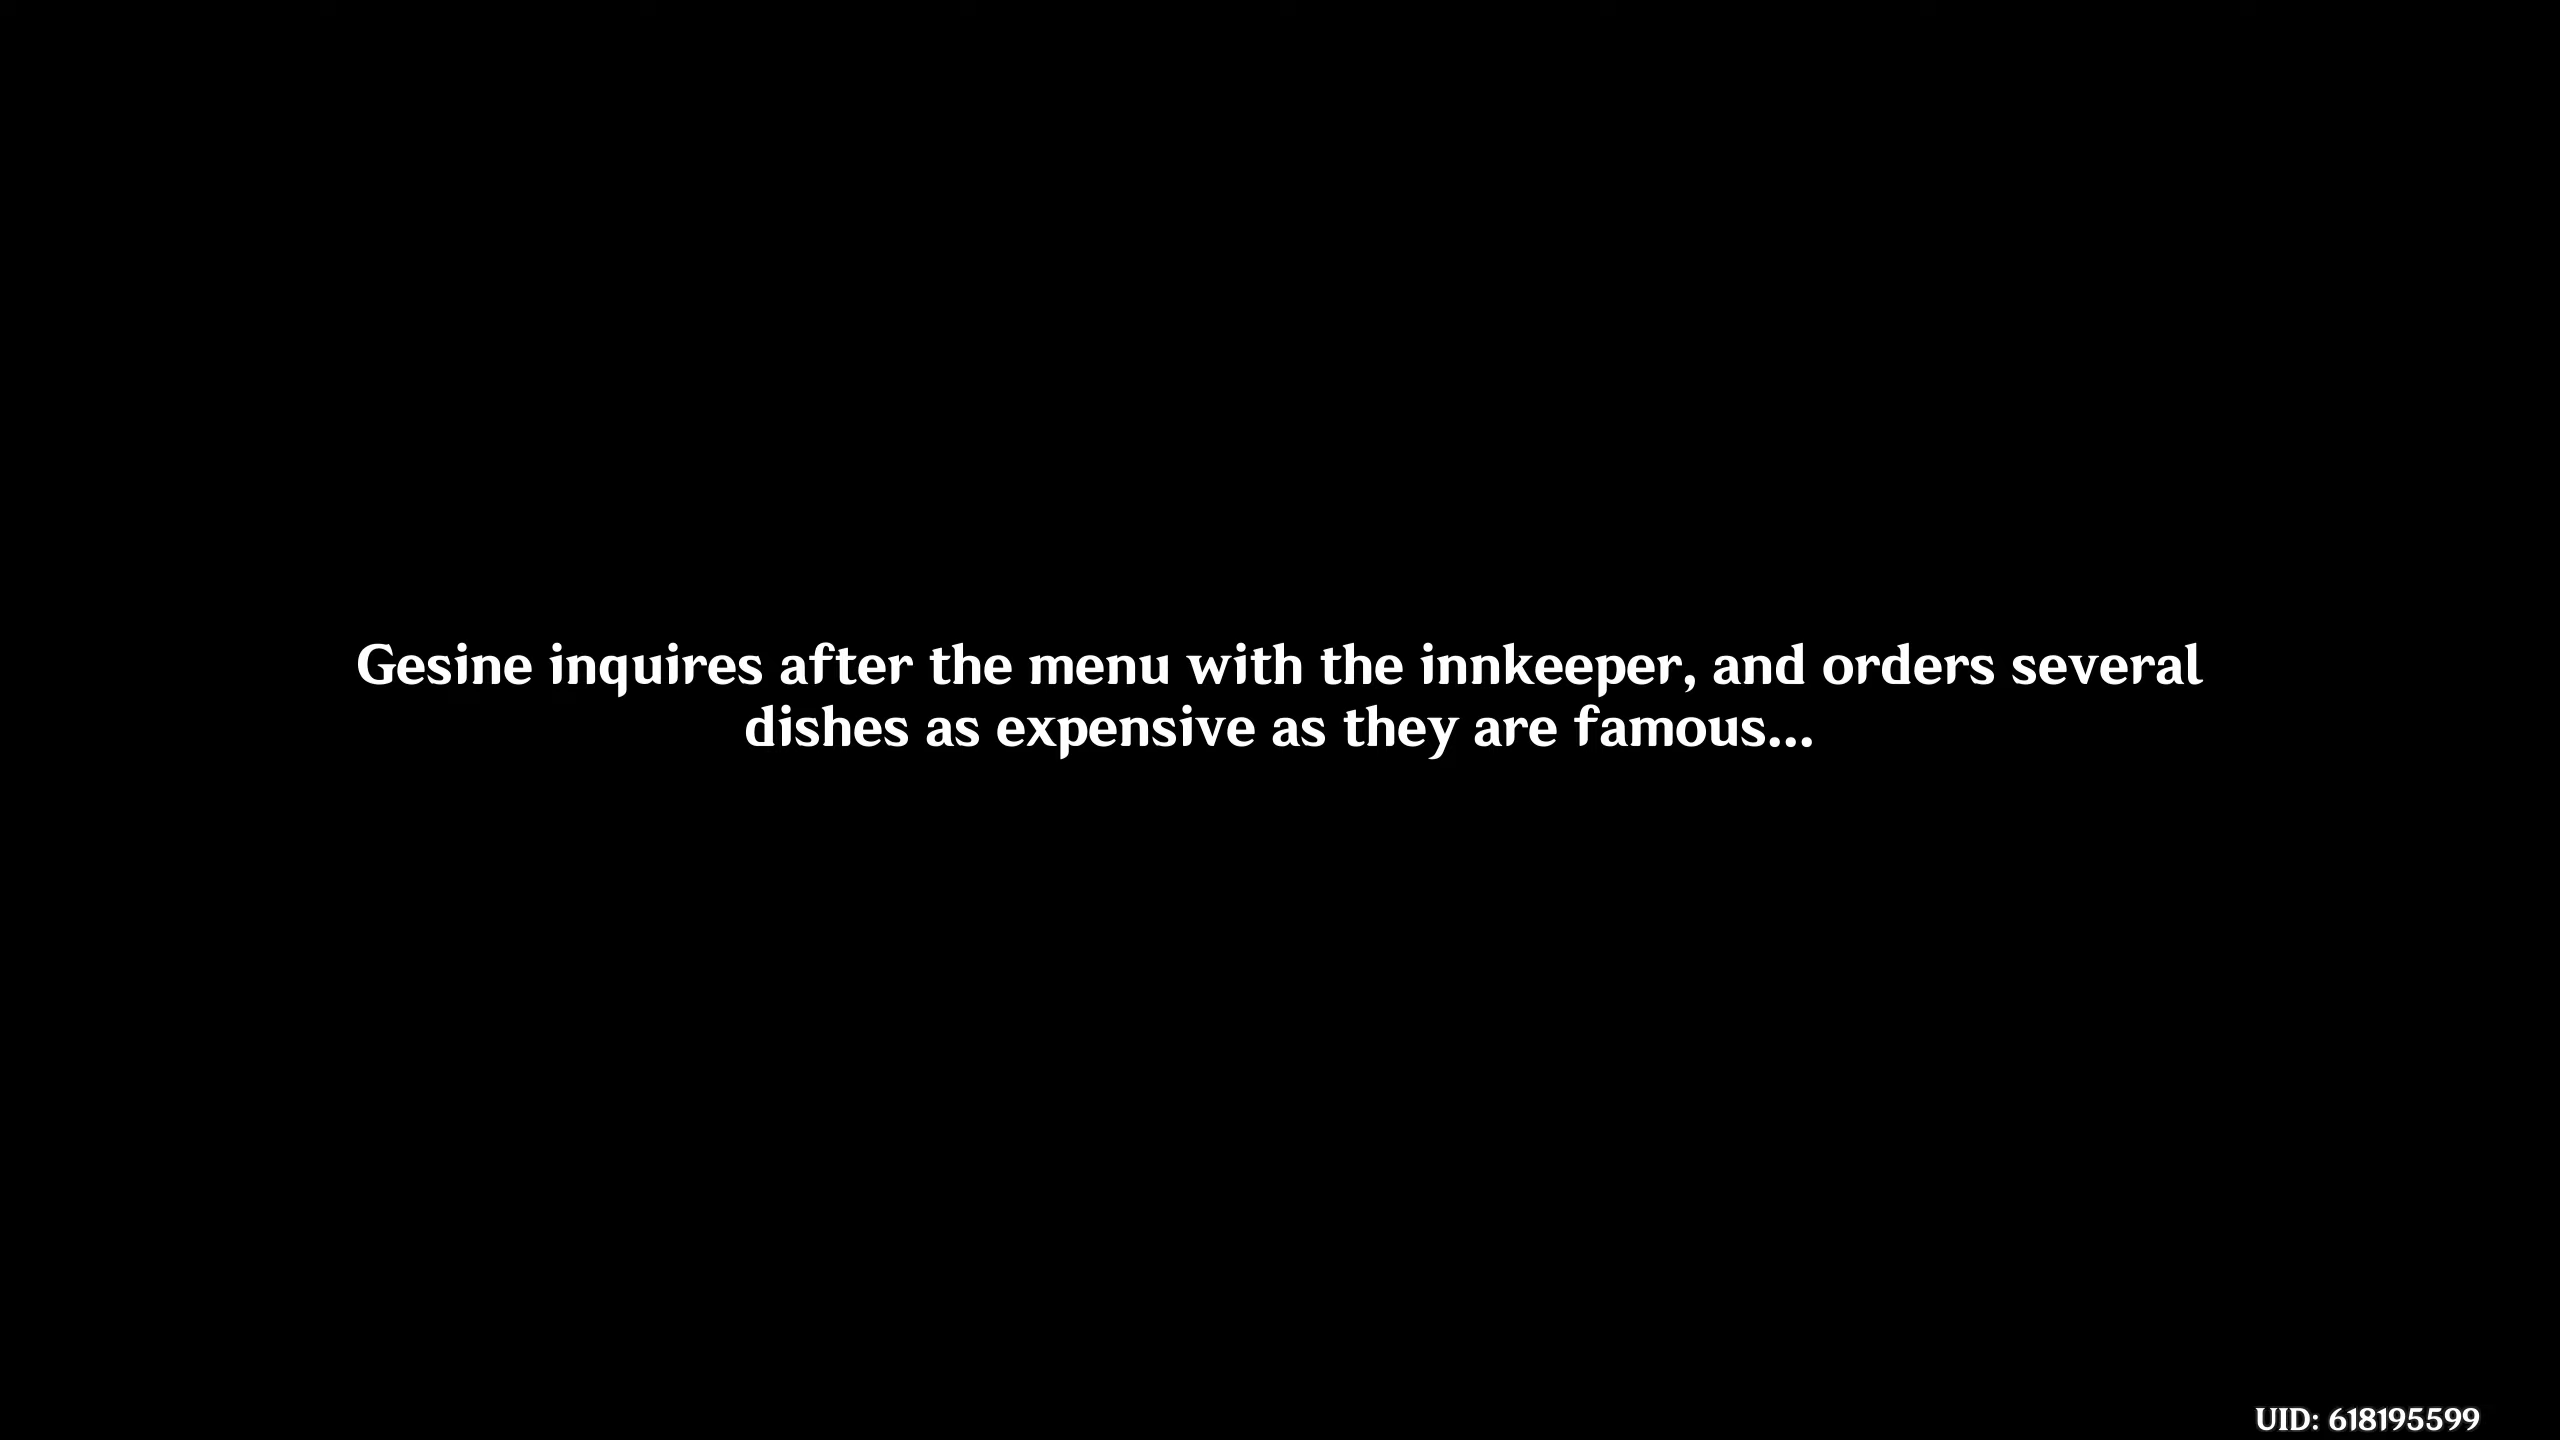 Gesine inquires after the menu with the innkeeper, and orders several
dishes as expensive as they are famous...
UID: 618195599